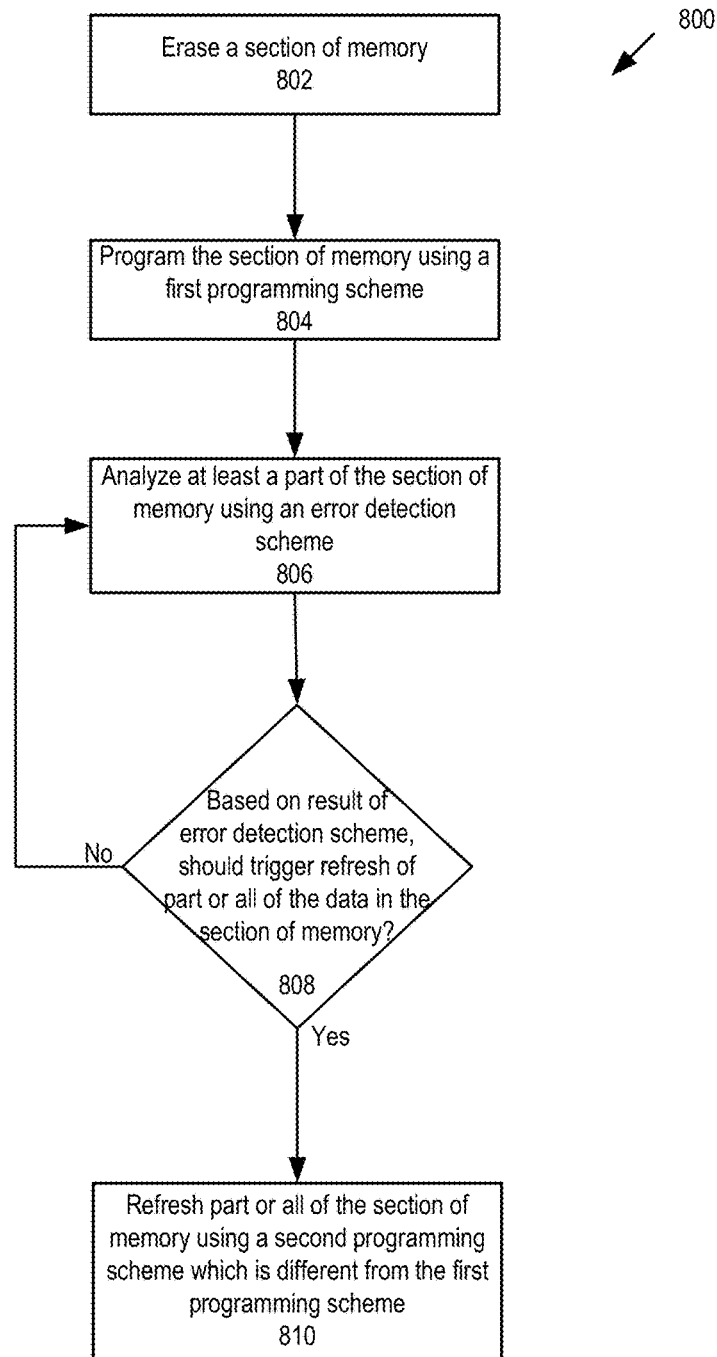 800
Erase a section of memory
802
Program the section of memory using a
first programming scheme
804
Analyze at least a part of the section of
memory using an error detection
scheme
806
Based on result of
error detection scheme,
should trigger refresh of
part or all of the data in the
section of memory?
808
No
Yes
Refresh part or all of the section of
memory using a second programming
scheme which is different from the first
programming scheme
810